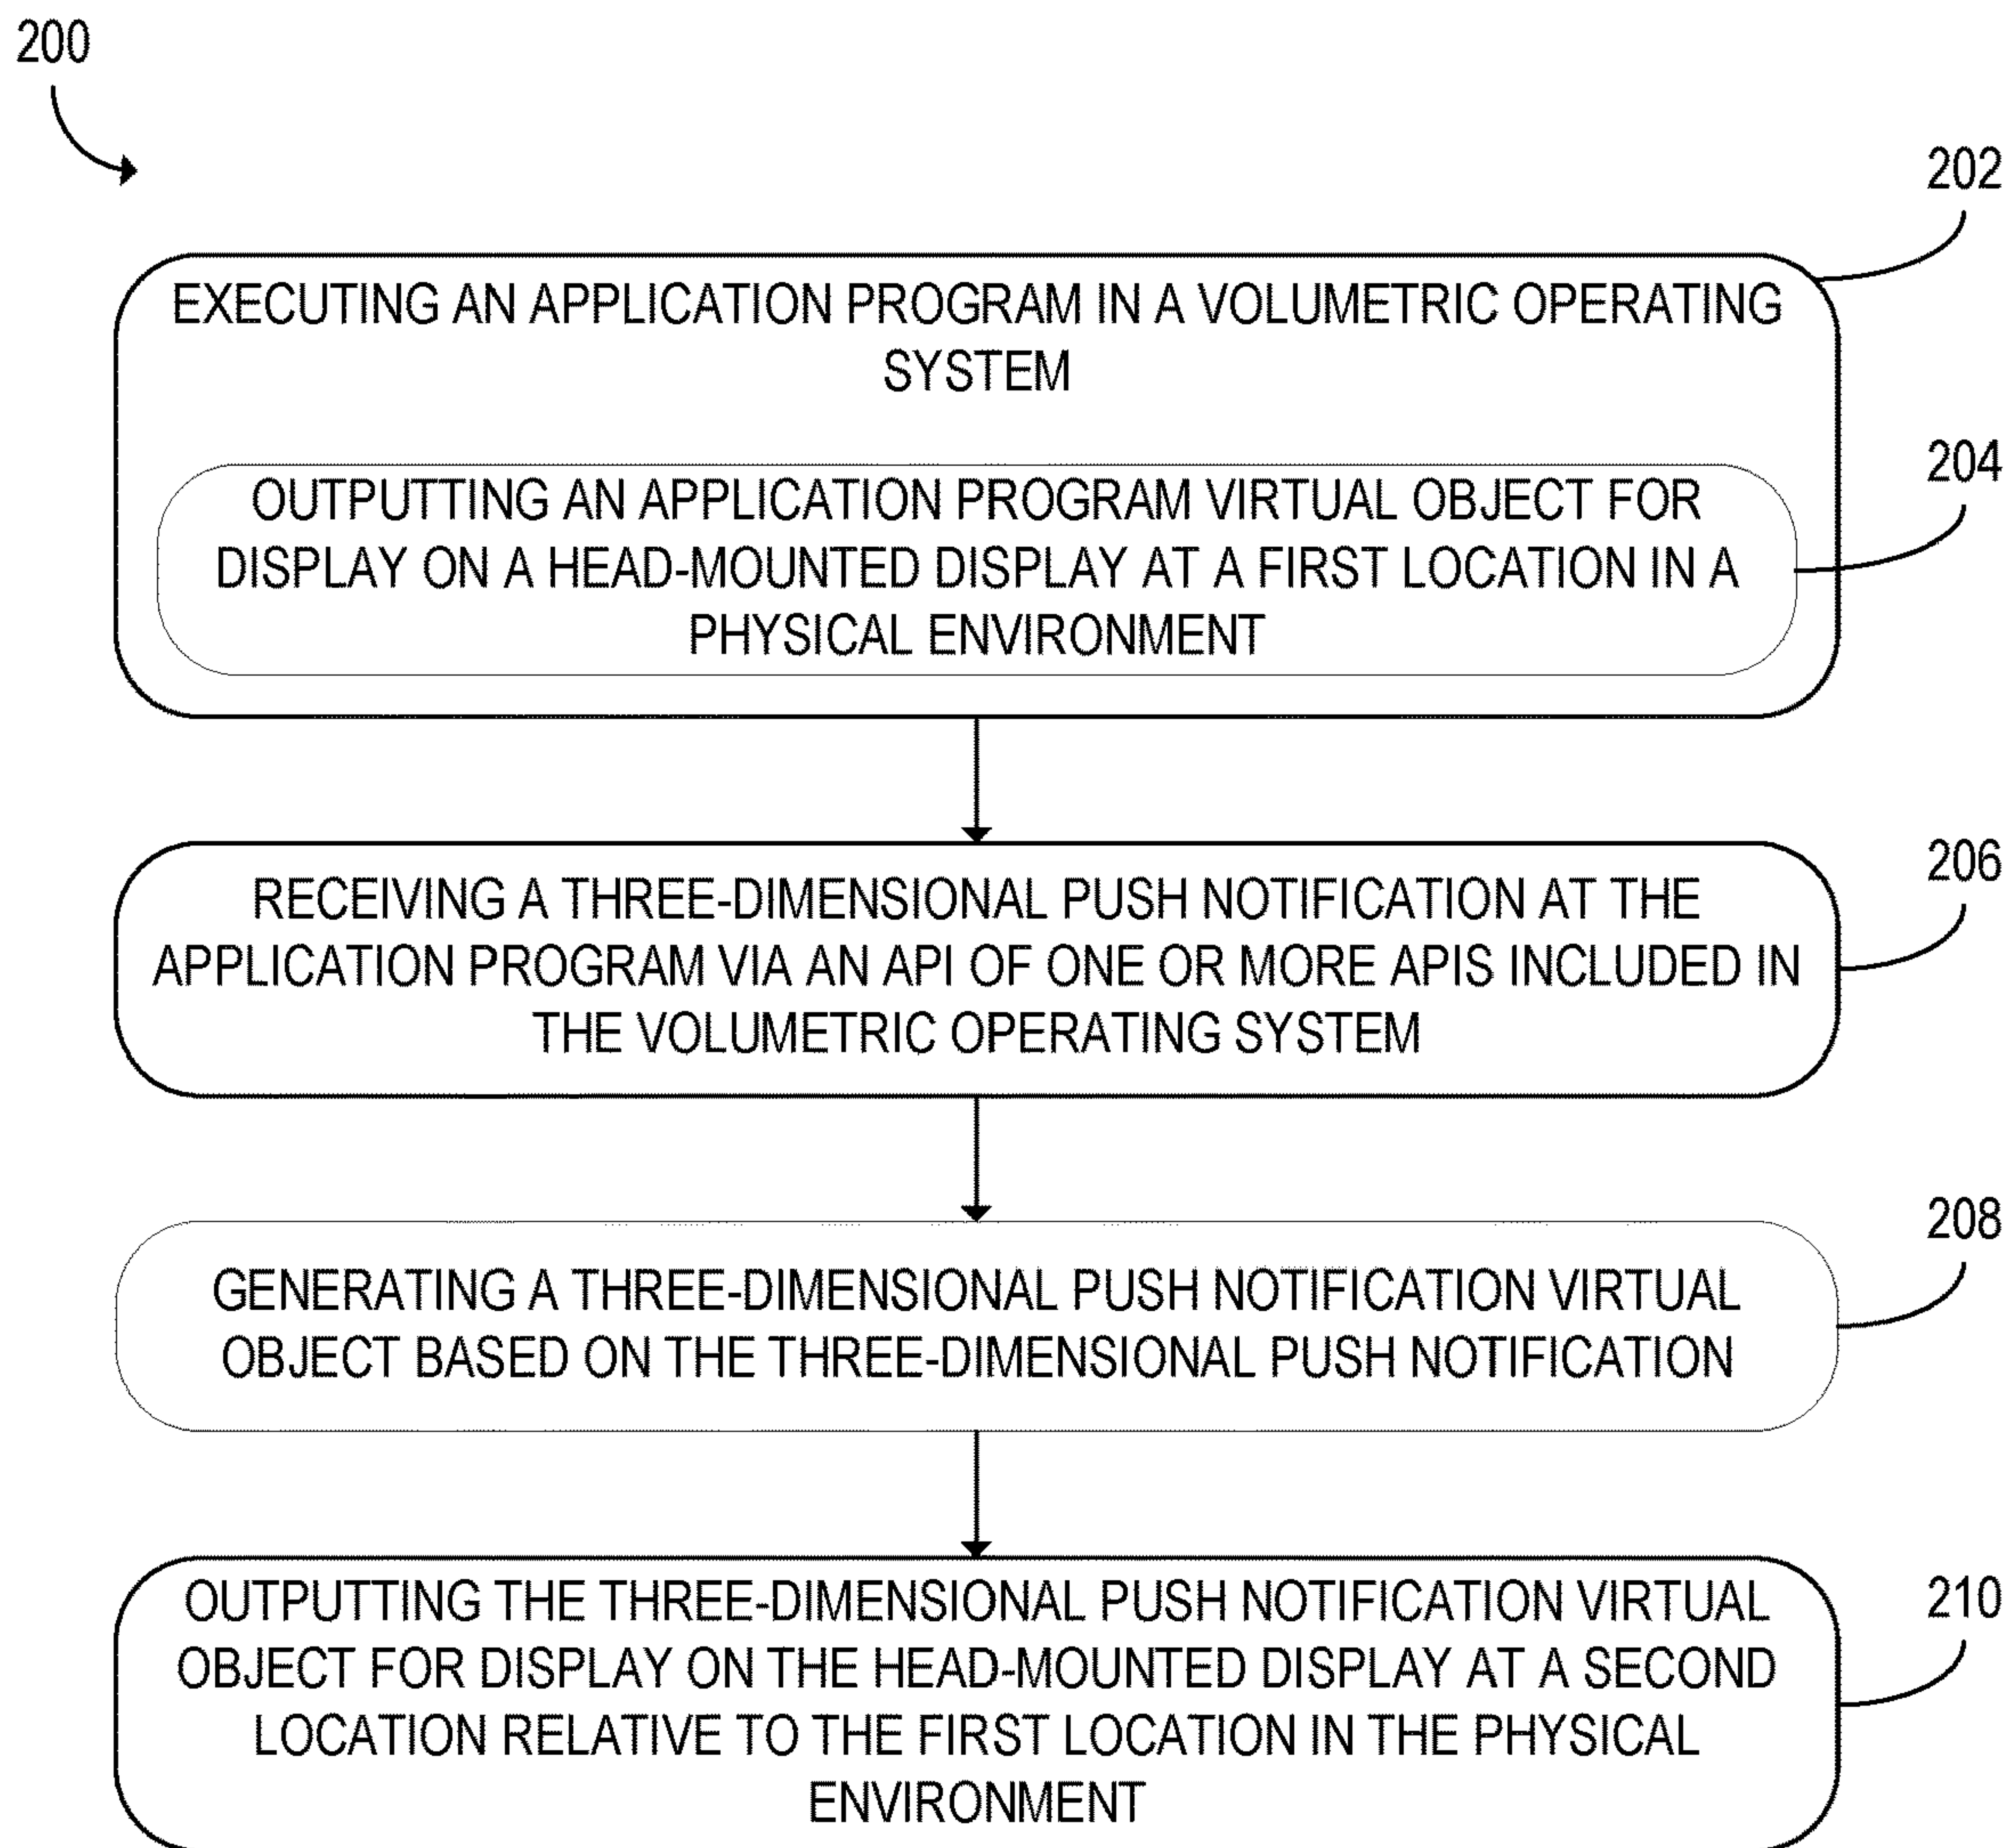 200
202
EXECUTING AN APPLICATION PROGRAM IN A VOLUMETRIC OPERATING
SYSTEM
204
OUTPUTTING AN APPLICATION PROGRAM VIRTUAL OBJECT FOR
DISPLAY ON A HEAD-MOUNTED DISPLAY AT A FIRST LOCATION IN A
PHYSICAL ENVIRONMENT
206
RECEIVING A THREE-DIMENSIONAL PUSH NOTIFICATION AT THE
APPLICATION PROGRAM VIA AN API OF ONE OR MORE APIS INCLUDED IN
THE VOLUMETRIC OPERATING SYSTEM
208
GENERATING A THREE-DIMENSIONAL PUSH NOTIFICATION VIRTUAL
OBJECT BASED ON THE THREE-DIMENSIONAL PUSH NOTIFICATION
210
OUTPUTTING THE THREE-DIMENSIONAL PUSH NOTIFICATION VIRTUAL
OBJECT FOR DISPLAY ON THE HEAD-MOUNTED DISPLAY AT A SECOND
LOCATION RELATIVE TO THE FIRST LOCATION IN THE PHYSICAL
ENVIRONMENT